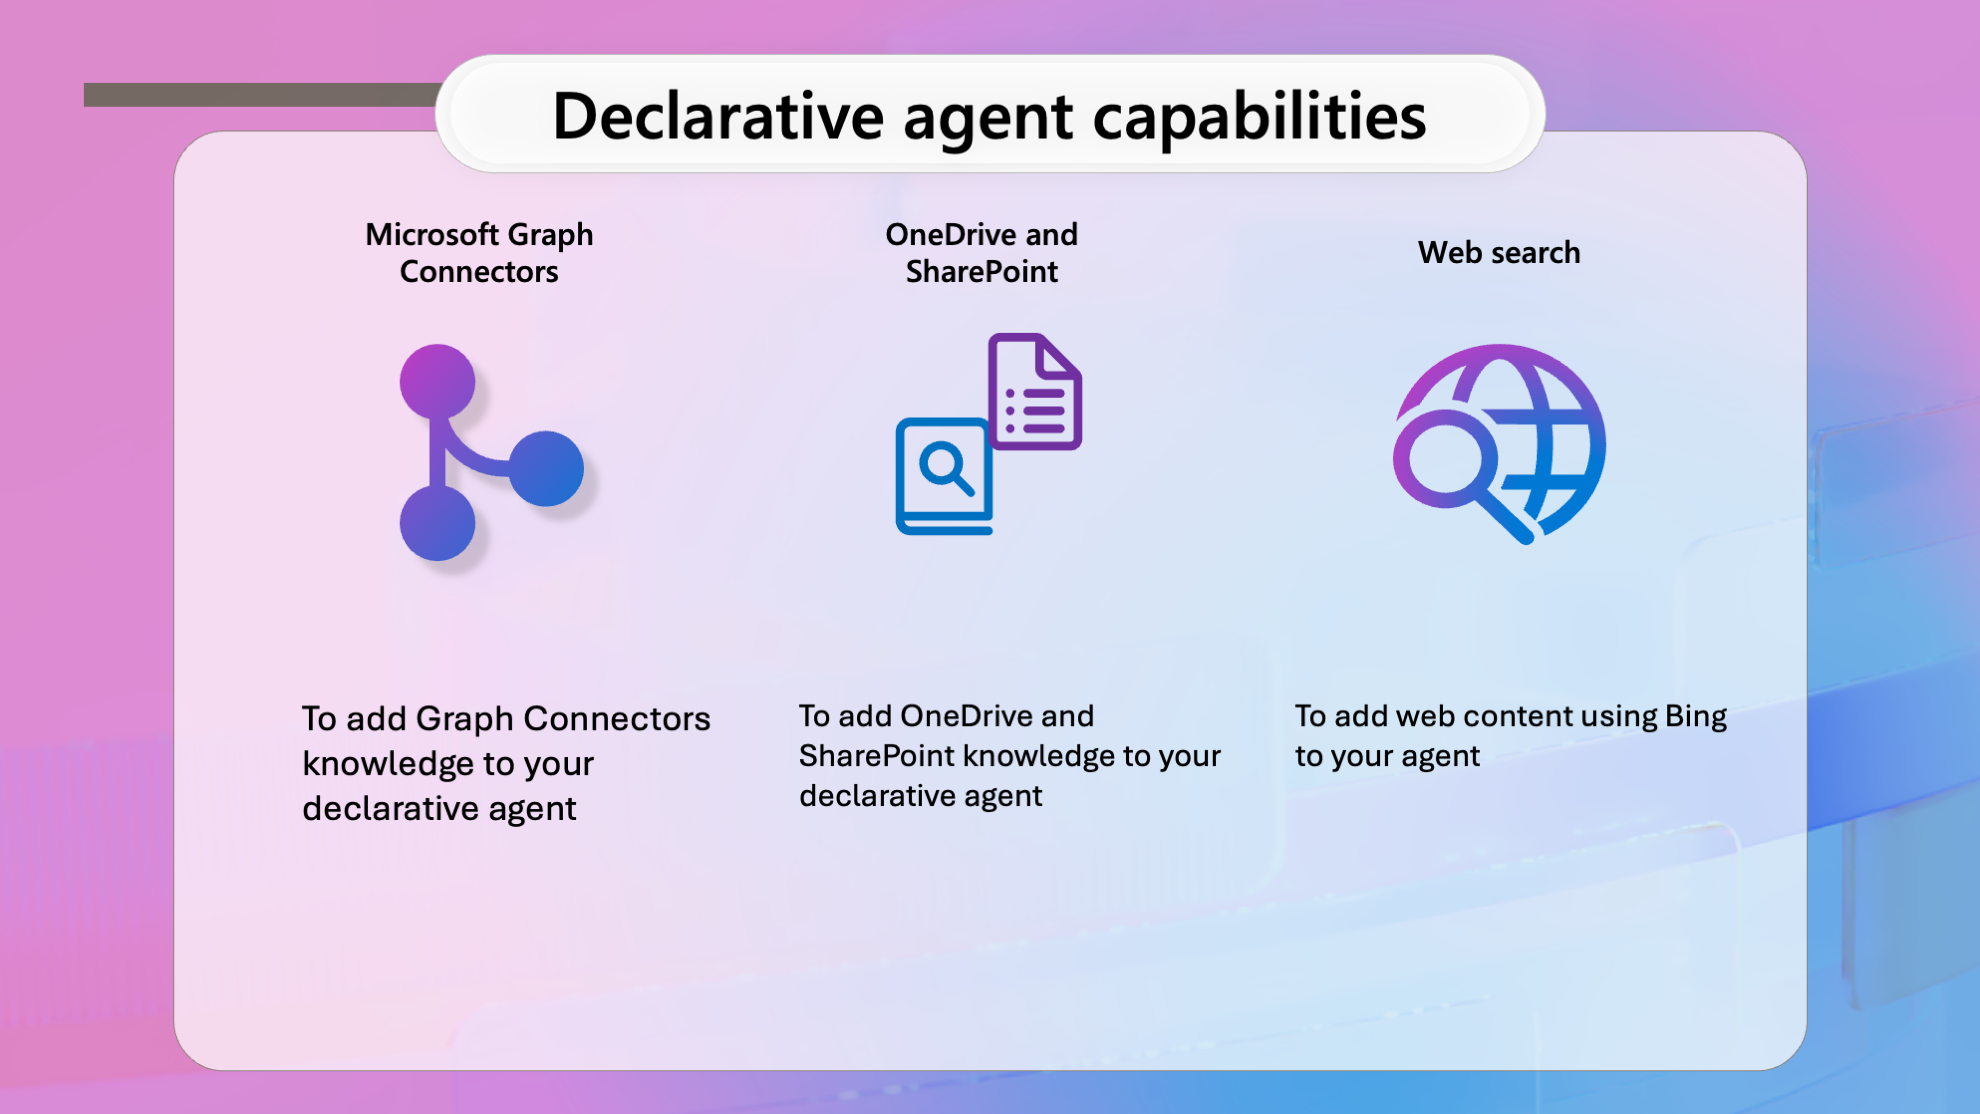 Declarative agent capabilities
Microsoft Graph
Connectors
OneDrive and
SharePoint
Web search
To add Graph Connectors
knowledge to your
declarative agent
To add OneDrive and
SharePoint knowledge to your
declarative agent
To add web content using Bing
to your agent